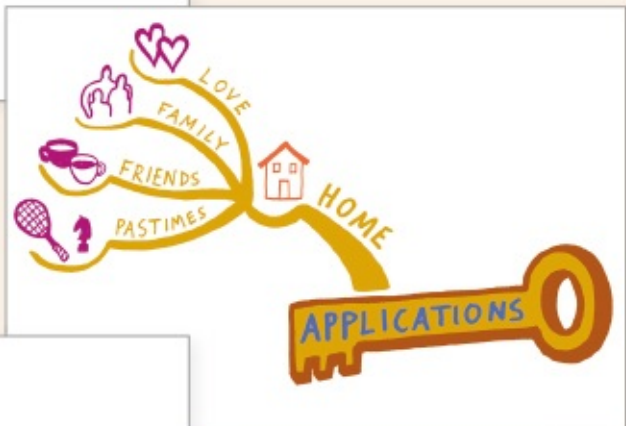 LOVE
FAMILY
FRIENDS
PASTIMES
HOME
APPLICATIONS